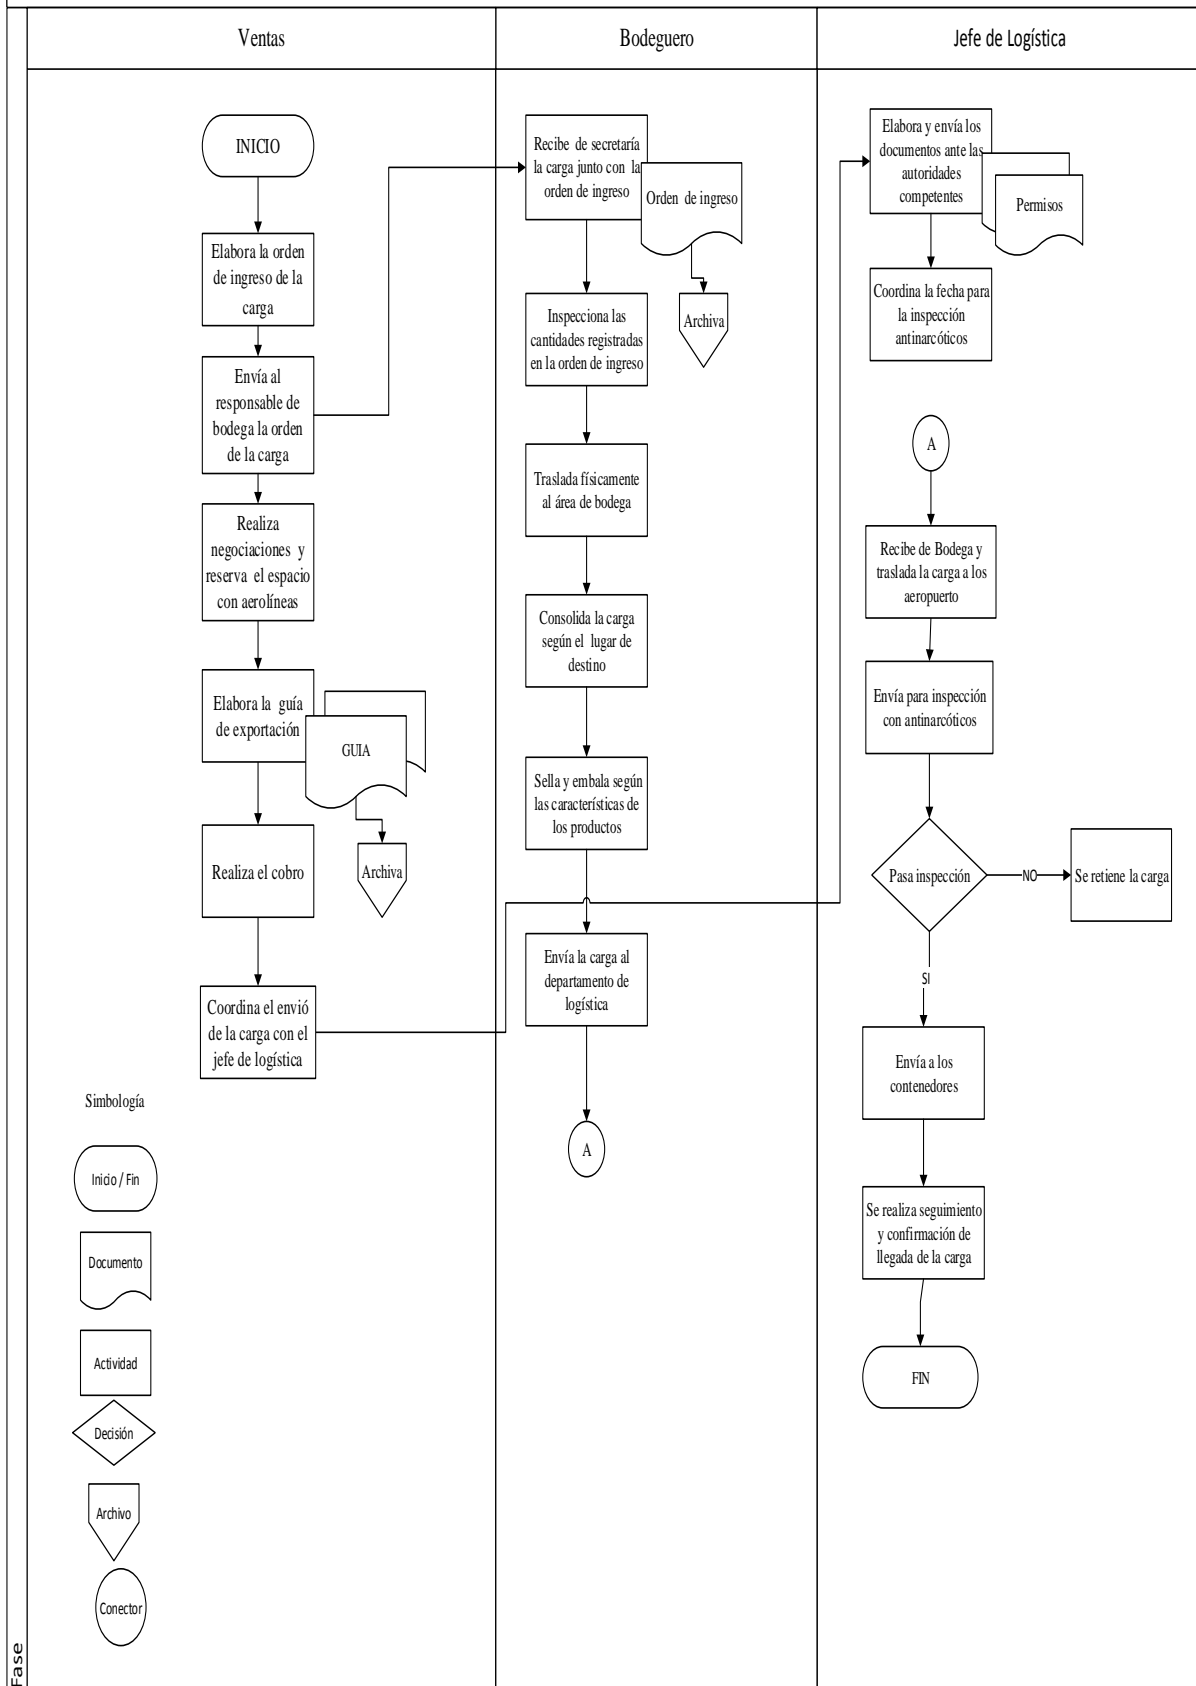 Ventas
Bodeguero
Jefe de Logística
INICIO
Elabora la orden
de ingreso de la
carga
Envía al
responsable de
bodega la orden
de la carga
Realiza
negociaciones y
reserva el espacio
con aerolíneas
Elabora la guía
de exportación
GUIA
Archiva
Realiza el cobro
Coordina el envió
de la carga con el
jefe de logística
Simbología
Inicio / Fin
Documento
Actividad
Decisión
Archivo
Conector
Fase
Recibe de secretaría
la carga junto con la
orden de ingreso
Orden de ingreso
Archiva
Inspecciona las
cantidades registradas
en la orden de ingreso
Traslada físicamente
al área de bodega
Consolida la carga
según el lugar de
destino
Sella y embala según
las características de
los productos
Envía la carga al
departamento de
logística
A
Elabora y envía los
documentos ante las
autoridades
competentes
Permisos
Coordina la fecha para
la inspección
antinarcóticos
A
Recibe de Bodega y
traslada la carga a los
aeropuerto
Envía para inspección
con antinarcóticos
Pasa inspección
NO
Se retiene la carga
SI
Envía a los
contenedores
Se realiza seguimiento
y confirmación de
llegada de la carga
FIN